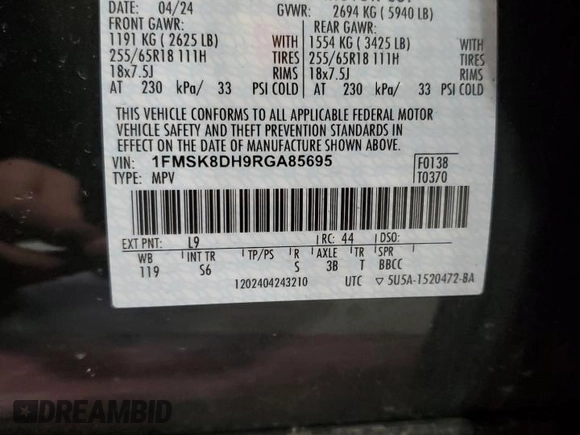 DATE: 04/24 GVWR: 2694 KG ( 5940 LB)
FRONT GAWR: REAR GAWR:
1191 KG ( 2625 LB) WITH 1554 KG ( 3425 LB) WITH
255/65R18 111H TIRES 255/65R18 111H TIRES
18x7.5J RIMS 18x7.5J RIMS
AT 230 kPa/ 33 PSI COLD AT 230 kPa/ 33 PSI COLD
THIS VEHICLE CONFORMS TO ALL APPLICABLE FEDERAL MOTOR
VEHICLE SAFETY AND THEFT PREVENTION STANDARDS IN EFFECT
ON THE DATE OF MANUFACTURE SHOWN ABOVE.
VIN: 1FMSK8DH9RGA85695 F0138
TYPE: MPV T0370
EXT PNT: L9 RC: 44 DSO:
WB INT TR TP/PS R AXLE TR SPR
119 S6 S 3B T BBCC
1202404243210 UTC ▽ 5U5A-1520472-BA
DREAMBID